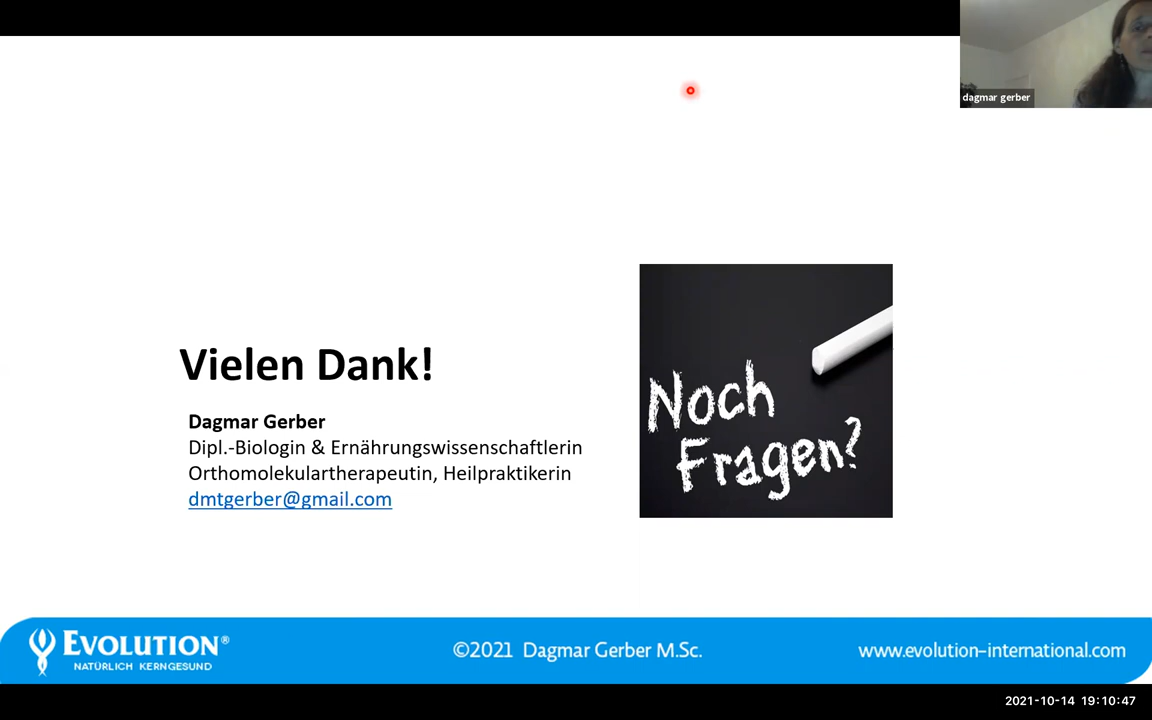 dagmar gerber
Vielen Dank!
Dagmar Gerber
Dipl.-Biologin & Ernährungswissenschaftlerin
Orthomolekulartherapeutin, Heilpraktikerin
dmtgerber@gmail.com
Noch
Fragen?
EVOLUTION®
NATÜRLICH KERNGESUND
©2021 Dagmar Gerber M.Sc.
www.evolution-international.com
2021-10-14 19:10:47